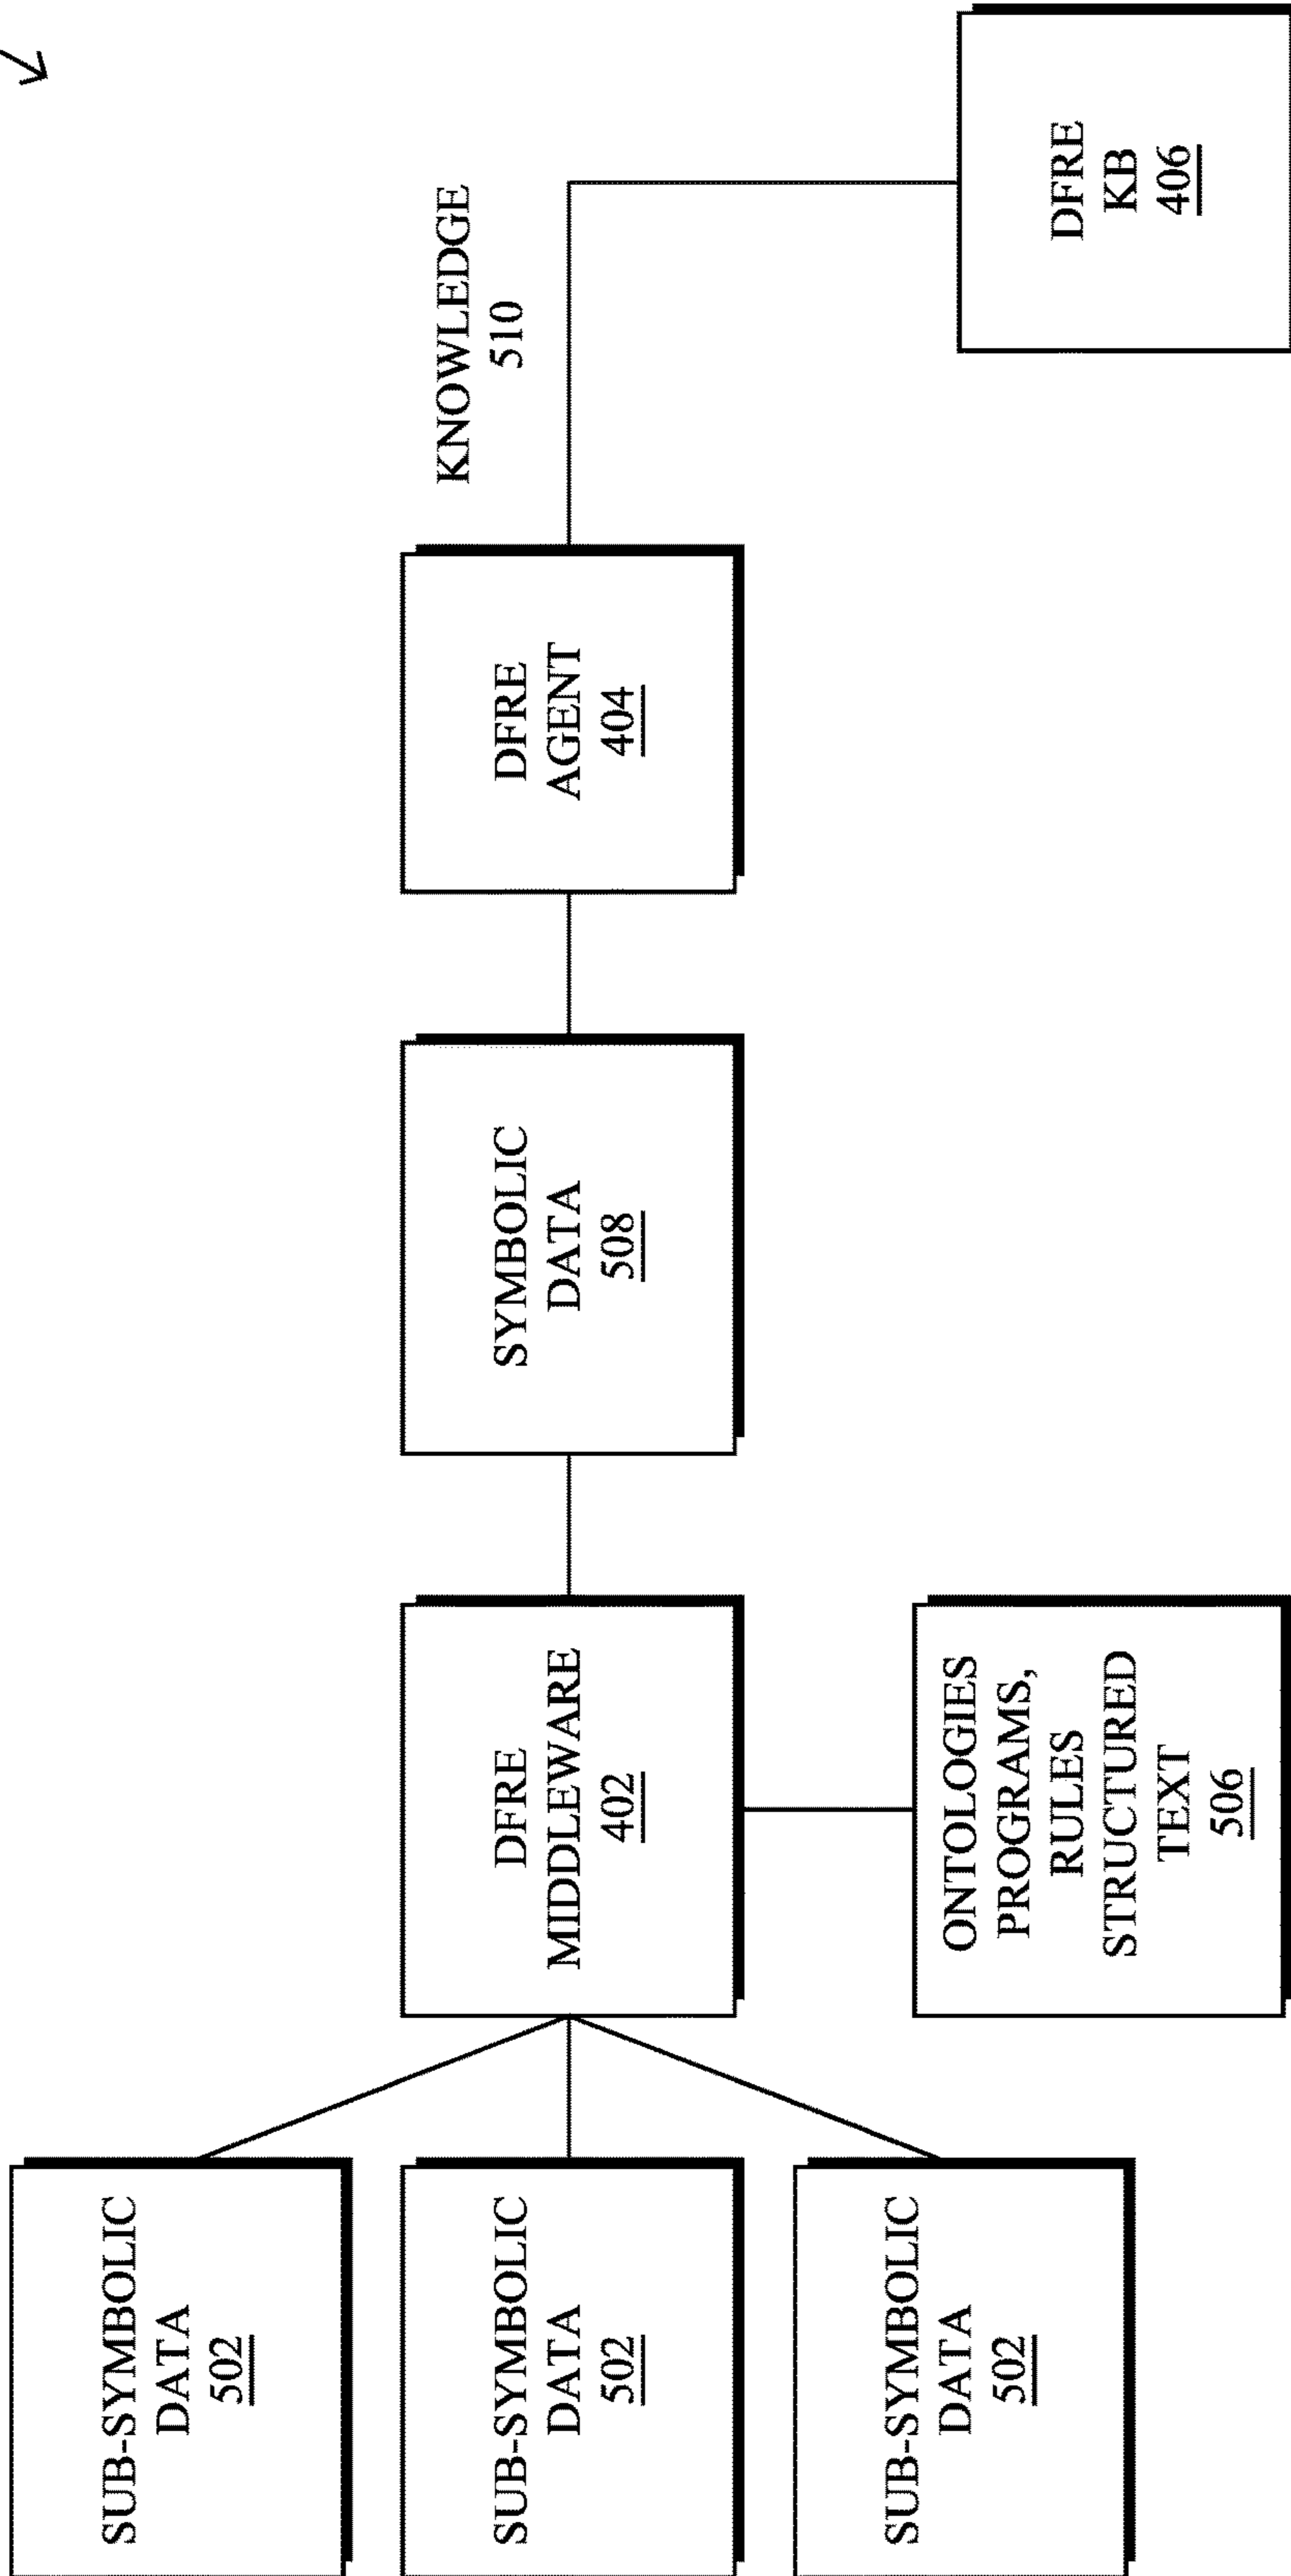 SUB-SYMBOLIC
DATA
502
SUB-SYMBOLIC
DATA
502
SUB-SYMBOLIC
DATA
502
DFRE
MIDDLEWARE
402
ONTOLOGIES
PROGRAMS,
RULES
STRUCTURED
TEXT
506
SYMBOLIC
DATA
508
DFRE
AGENT
404
KNOWLEDGE
510
DFRE
KB
406